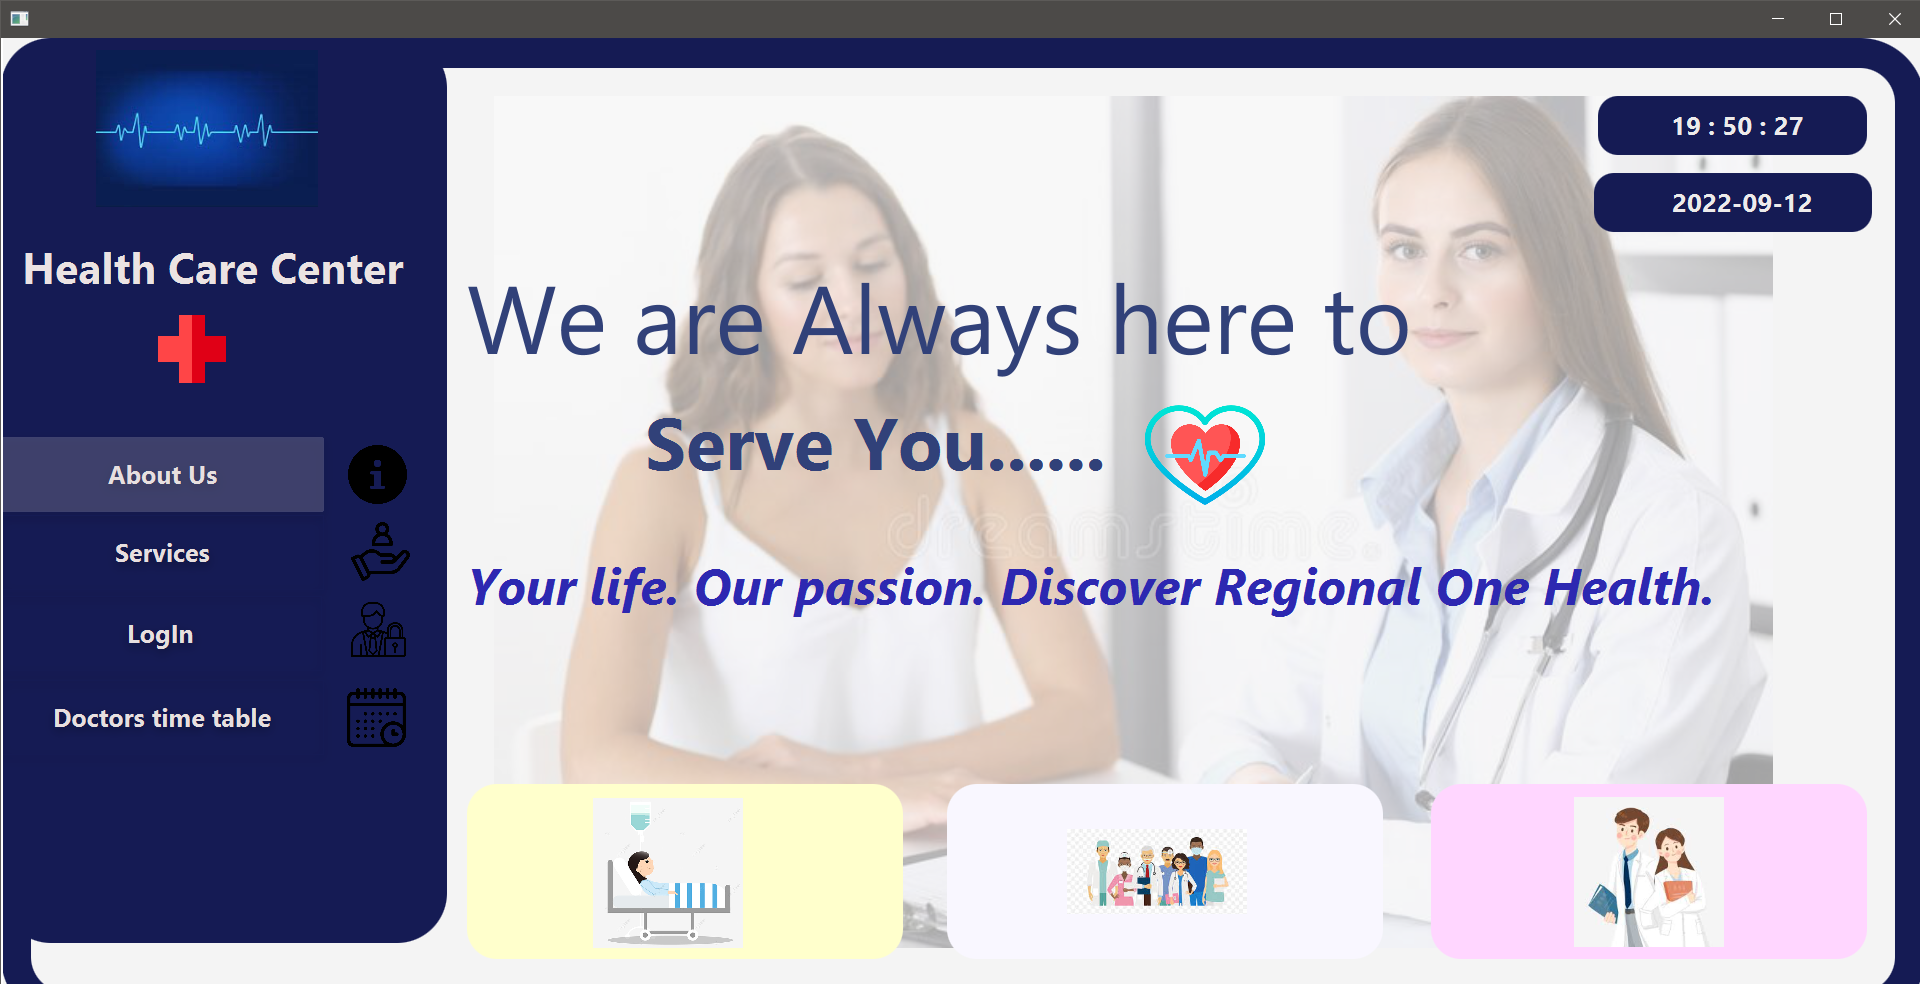 Health Care Center
About Us
Services
LogIn
Doctors time table
19 : 50 : 27
2022-09-12
We are Always here to
Serve You......
dreamstime.
Your life. Our passion. Discover Regional One Health.